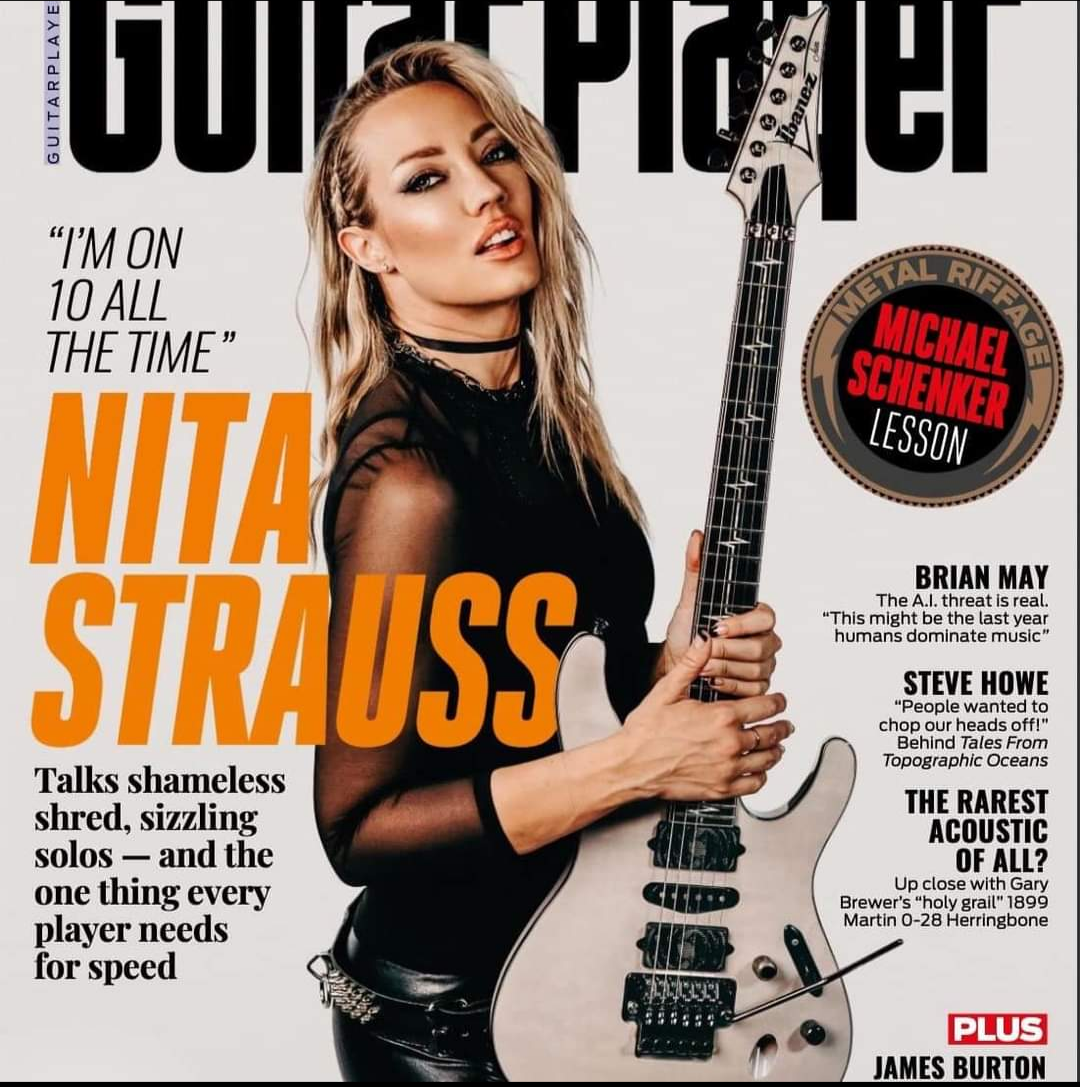 GUITARPLAYE
Guitar Player
Ibanez
“I’M ON
10 ALL
THE TIME”
NITA
STRAUSS
Talks shameless
shred, sizzling
solos — and the
one thing every
player needs
for speed
METAL RIFFAGE
MICHAEL
SCHENKER
LESSON
BRIAN MAY
The A.I. threat is real.
“This might be the last year
humans dominate music”
STEVE HOWE
“People wanted to
chop our heads off!”
Behind Tales From
Topographic Oceans
THE RAREST
ACOUSTIC
OF ALL?
Up close with Gary
Brewer’s “holy grail” 1899
Martin 0-28 Herringbone
PLUS
JAMES BURTON